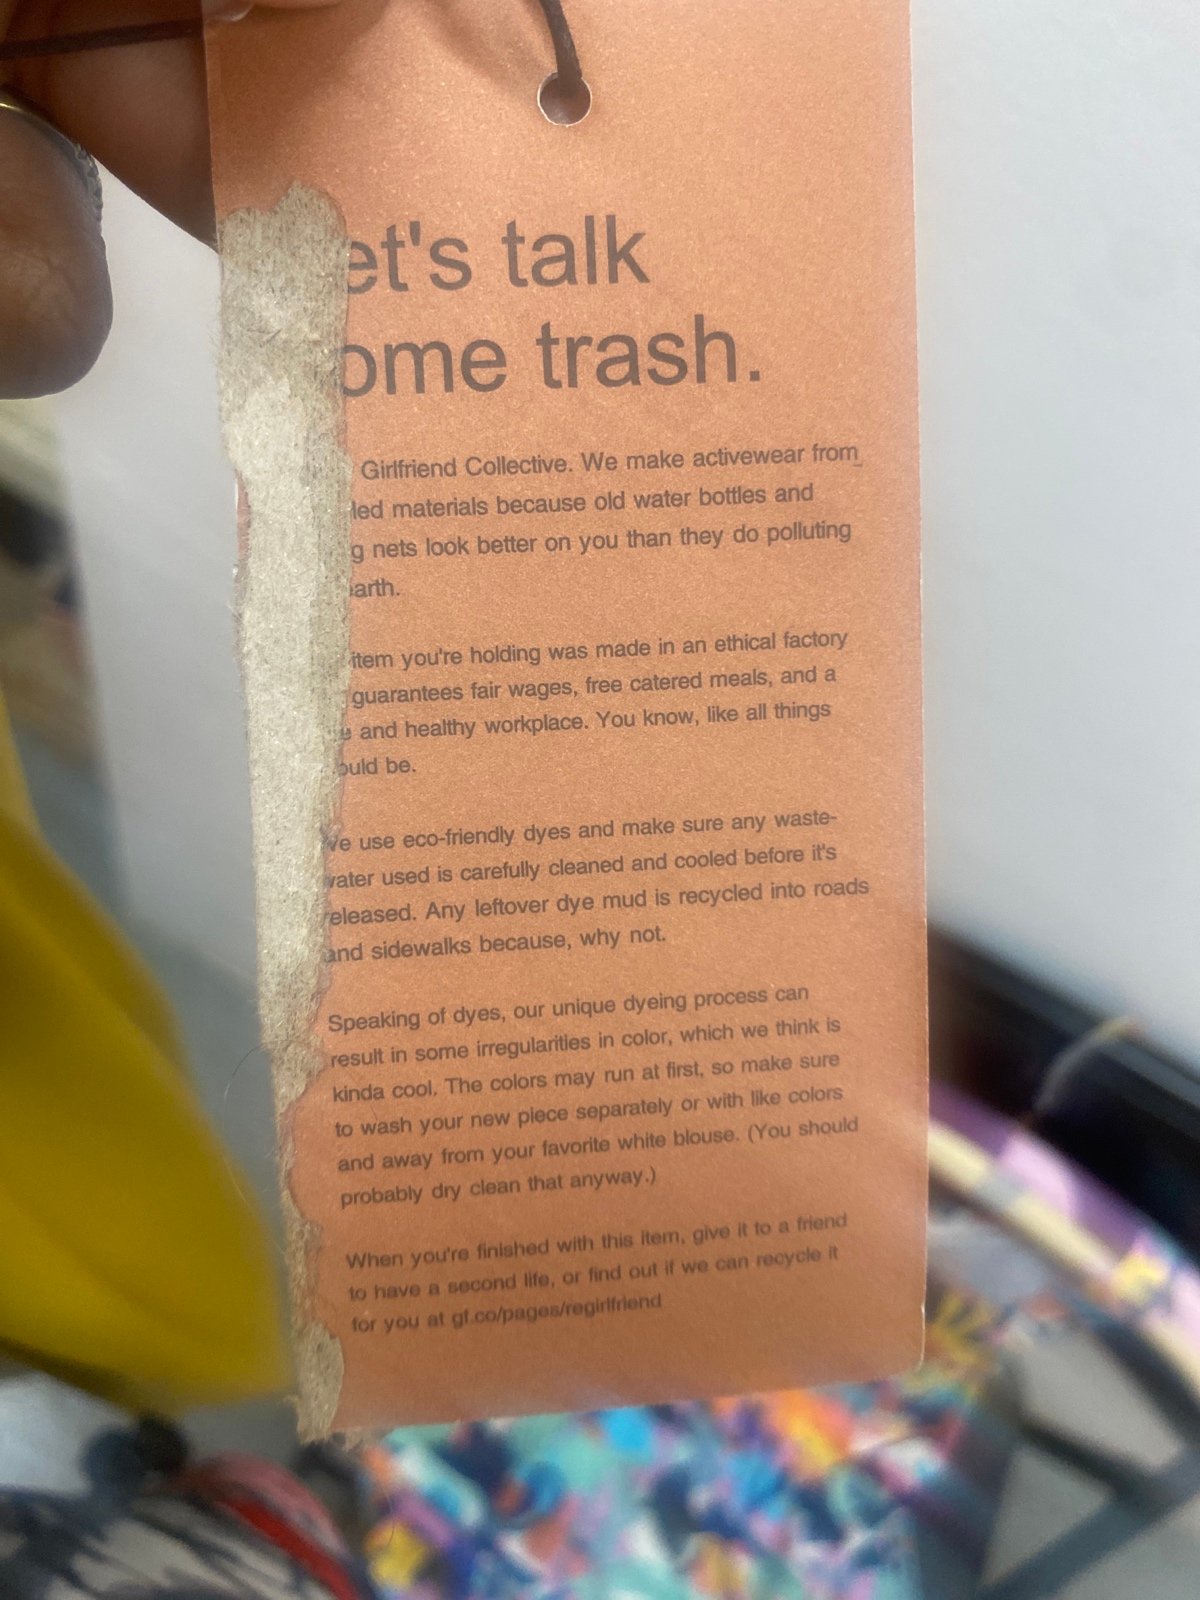 et's talk
ome trash.
Girlfriend Collective. We make activewear from
led materials because old water bottles and
g nets look better on you than they do polluting
earth.
item you're holding was made in an ethical factory
guarantees fair wages, free catered meals, and a
e and healthy workplace. You know, like all things
ould be.
We use eco-friendly dyes and make sure any waste-
water used is carefully cleaned and cooled before it's
released. Any leftover dye mud is recycled into roads
and sidewalks because, why not.
Speaking of dyes, our unique dyeing process can
result in some irregularities in color, which we think is
kinda cool. The colors may run at first, so make sure
to wash your new piece separately or with like colors
and away from your favorite white blouse. (You should
probably dry clean that anyway.)
When you're finished with this item, give it to a friend
to have a second life, or find out if we can recycle it
for you at gf.co/pages/regirlfriend